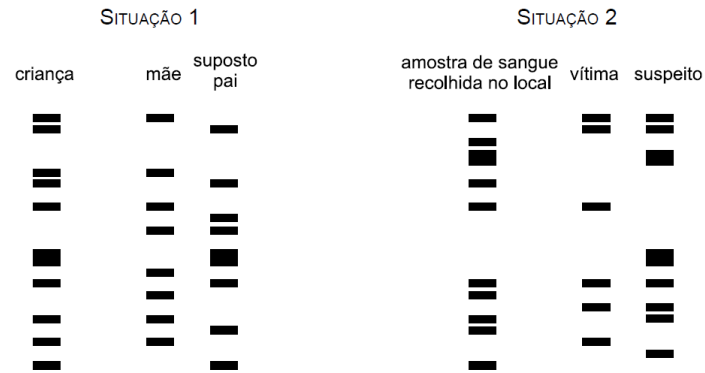 SITUAÇÃO 1
criança
mãe
suposto
pai
SITUAÇÃO 2
amostra de sangue
recolhida no local
vítima
suspeito